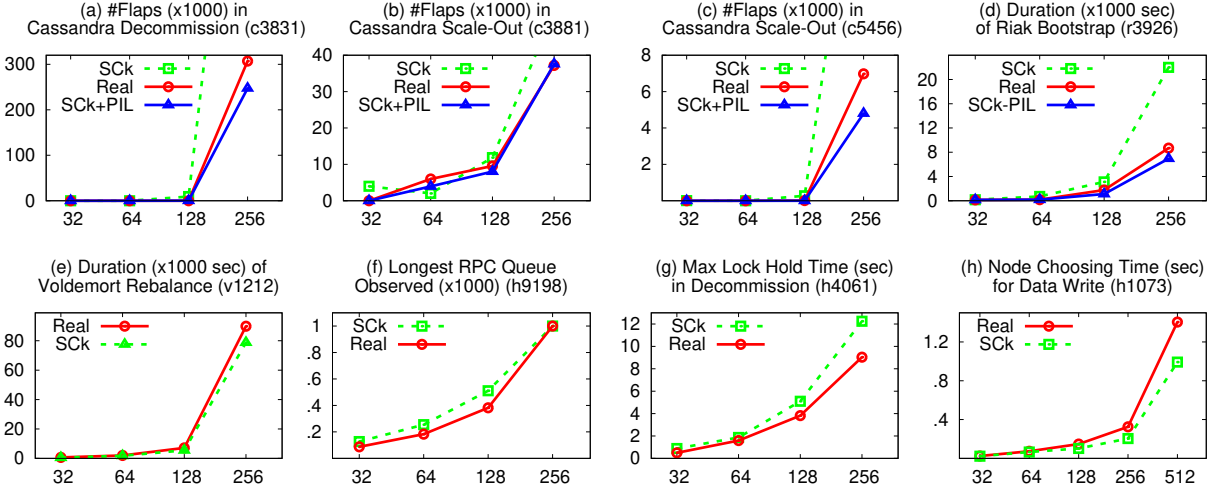 (a) #Flaps (x1000) in
Cassandra Decommission (c3831)
300
200
100
0
32 64 128 256
SCk
Real
SCk+PIL
(b) #Flaps (x1000) in
Cassandra Scale-Out (c3881)
40
30
20
10
0
32 64 128 256
SCk
Real
SCk+PIL
(c) #Flaps (x1000) in
Cassandra Scale-Out (c5456)
8
6
4
2
32 64 128 256
SCk
Real
SCk+PIL
(d) Duration (x1000 sec)
of Riak Bootstrap (r3926)
20
16
12
8
4
0
32 64 128 256
SCk
Real
SCk-PIL
(e) Duration (x1000 sec) of
Voldemort Rebalance (v1212)
80
60
40
20
0
32 64 128 256
Real
SCk
(f) Longest RPC Queue
Observed (x1000) (h9198)
1
.8
.6
.4
.2
32 64 128 256
SCk
Real
(g) Max Lock Hold Time (sec)
in Decommission (h4061)
12
10
8
6
4
2
0
32 64 128 256
SCk
Real
(h) Node Choosing Time (sec)
for Data Write (h1073)
1.2
.8
.4
32 64 128 256 512
Real
SCk